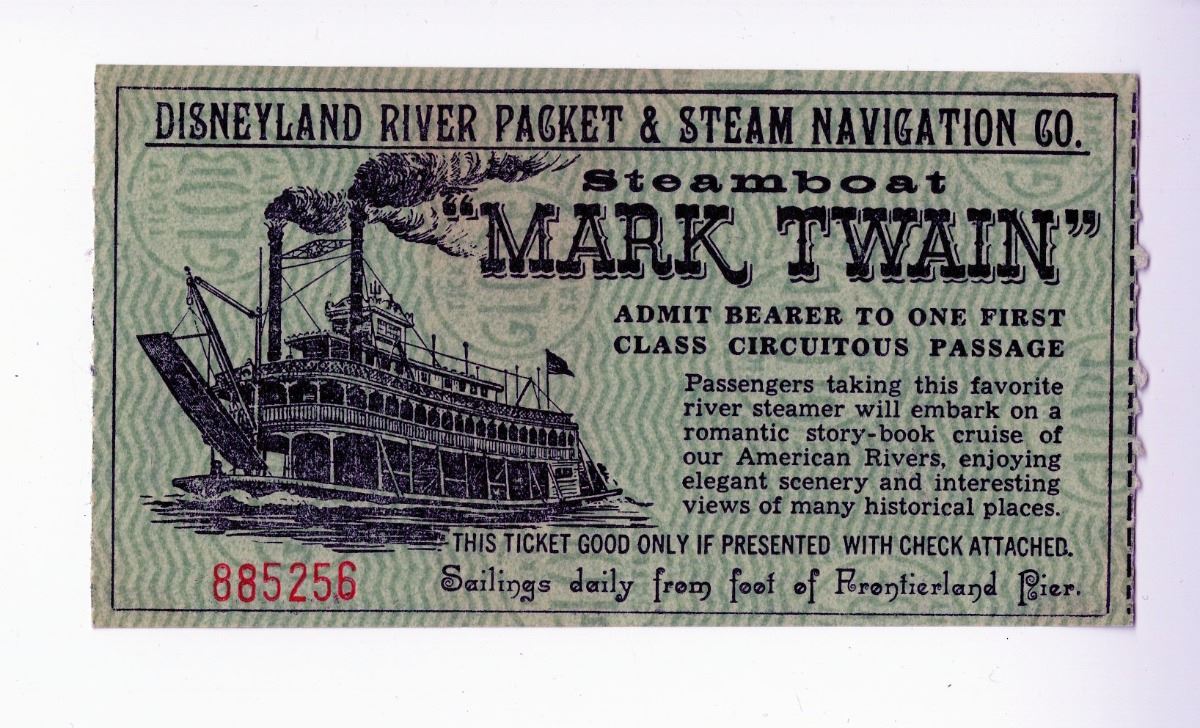 DISNEYLAND RIVER PACKET & STEAM NAVIGATION CO.
Steamboat
"MARK TWAIN"
ADMIT BEARER TO ONE FIRST
CLASS CIRCUITOUS PASSAGE
Passengers taking this favorite
river steamer will embark on a
romantic story-book cruise of
our American Rivers, enjoying
elegant scenery and interesting
views of many historical places.
THIS TICKET GOOD ONLY IF PRESENTED WITH CHECK ATTACHED.
885256
Sailings daily from foot of Frontierland Pier.